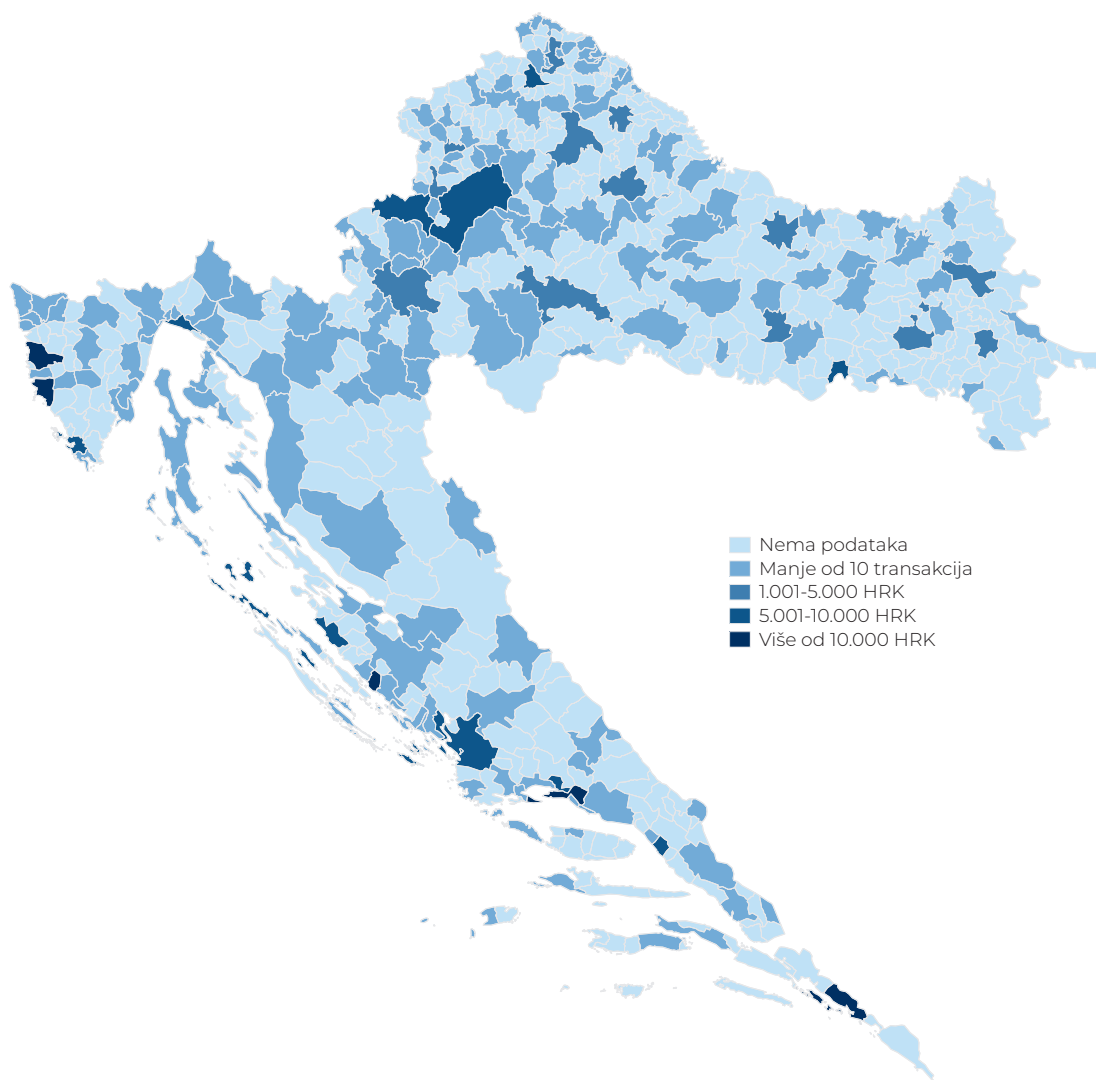 Nema podataka
Manje od 10 transakcija
1.001-5.000 HRK
5.001-10.000 HRK
Više od 10.000 HRK